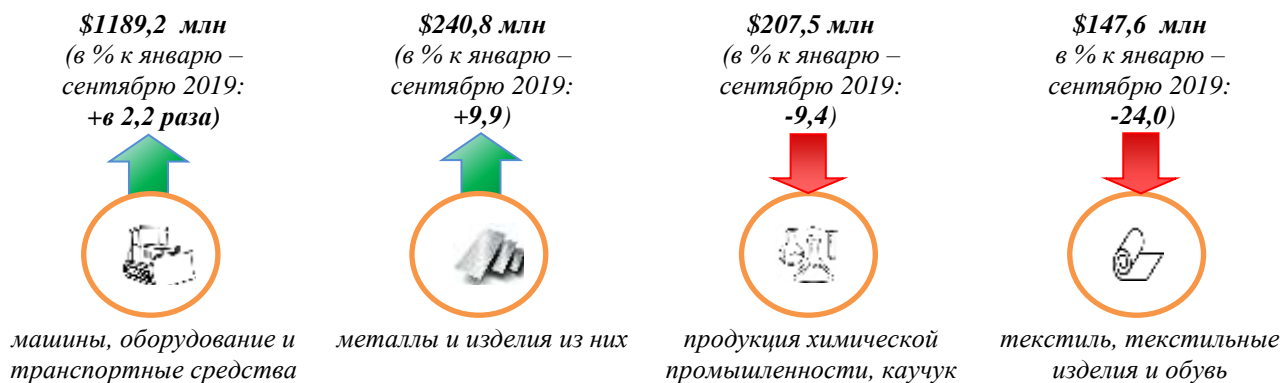 $1189,2 млн
(в % к январю –
сентябрю 2019:
+в 2,2 раза)
$240,8 млн
(в % к январю –
сентябрю 2019:
+9,9)
$207,5 млн
(в % к январю –
сентябрю 2019:
-9,4)
$147,6 млн
в % к январю –
сентябрю 2019:
-24,0)
машины, оборудование и
транспортные средства
металлы и изделия из них
продукция химической
промышленности, каучук
текстиль, текстильные
изделия и обувь